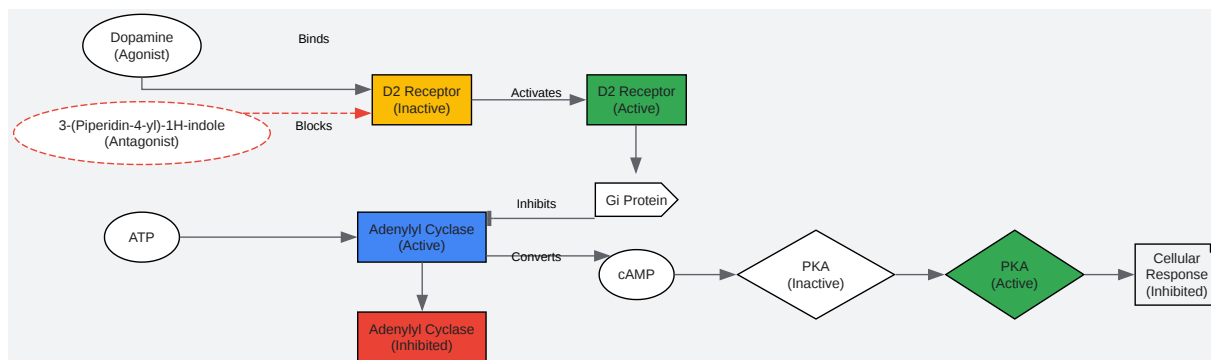 Dopamine
(Agonist)
Binds
D2 Receptor
(Inactive)
Activates
D2 Receptor
(Active)
3-(Piperidin-4-yl)-1H-indole
(Antagonist)
Blocks
Gi Protein
Inhibits
ATP
Adenylyl Cyclase
(Active)
Converts
cAMP
PKA
(Inactive)
PKA
(Active)
Cellular
Response
(Inhibited)
Adenylyl Cyclase
(Inhibited)